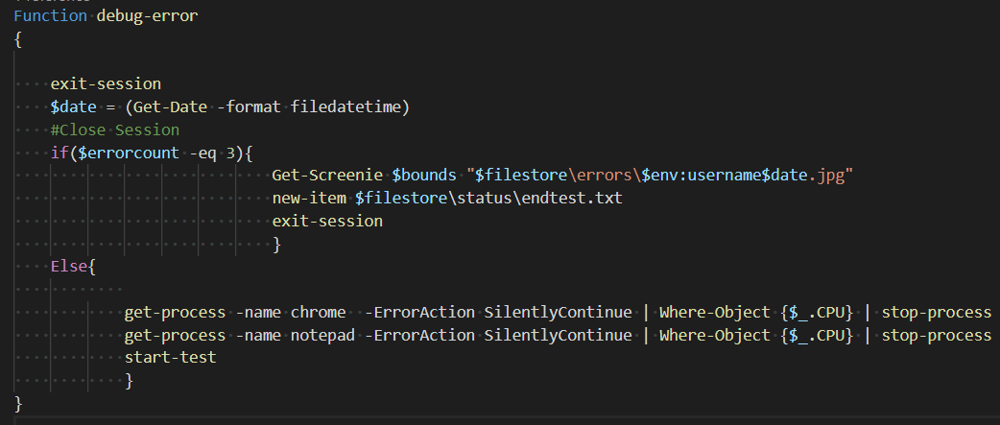 Function debug-error
{
exit-session
$date = (Get-Date -format filedatetime)
#Close Session
if($errorcount -eq 3){
Get-Screenie $bounds "$filestore\errors\$env:username$date.jpg"
new-item $filestore\status\endtest.txt
exit-session
}
Else{
get-process -name chrome  -ErrorAction SilentlyContinue | Where-Object {$_.CPU} | stop-process
get-process -name notepad -ErrorAction SilentlyContinue | Where-Object {$_.CPU} | stop-process
start-test
}
}